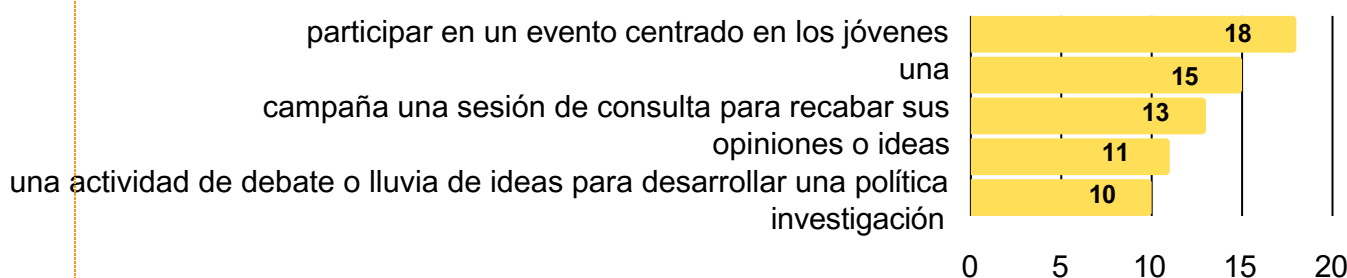 participar en un evento centrado en los jóvenes
18
una
15
campaña una sesión de consulta para recabar sus
13
opiniones o ideas
11
una actividad de debate o lluvia de ideas para desarrollar una política
10
investigación
0 5 10 15 20